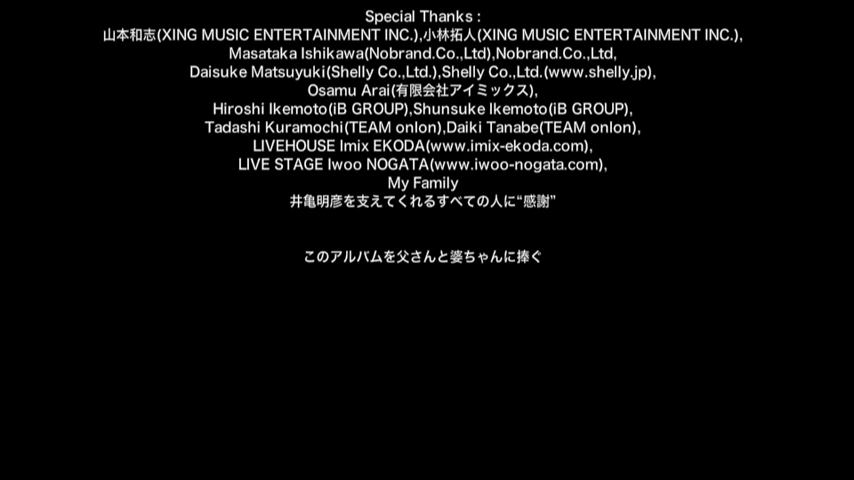 Special Thanks :
山本和志(XING MUSIC ENTERTAINMENT INC.),小林拓人(XING MUSIC ENTERTAINMENT INC.),
Masataka Ishikawa(Nobrand.Co.,Ltd),Nobrand.Co.,Ltd,
Daisuke Matsuyuki(Shelly Co.,Ltd.),Shelly Co.,Ltd.(www.shelly.jp),
Osamu Arai(有限会社アイミックス),
Hiroshi Ikemoto(iB GROUP),Shunsuke Ikemoto(iB GROUP),
Tadashi Kuramochi(TEAM onIon),Daiki Tanabe(TEAM onIon),
LIVEHOUSE Imix EKODA(www.imix-ekoda.com),
LIVE STAGE Iwoo NOGATA(www.iwoo-nogata.com),
My Family
井亀明彦を支えてくれるすべての人に“感謝”
このアルバムを父さんと婆ちゃんに捧ぐ